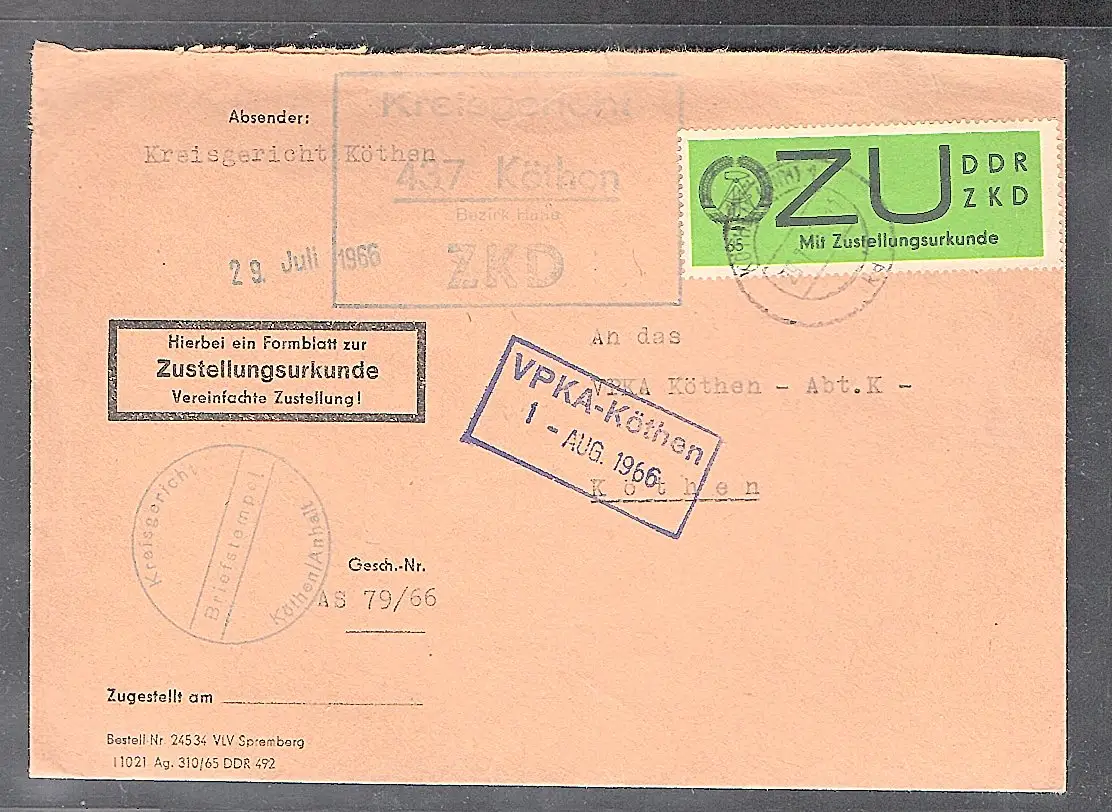 Absender:
Kreisgericht Köthen
Kreisgericht
437 Köthen
Bezirk Halle
ZKD
29. Juli 1966
ZU DDR
ZKD
Mit Zustellungsurkunde
65
Hierbei ein Formblatt zur
Zustellungsurkunde
Vereinfachte Zustellung!
An das
VPKA Köthen - Abt.K -
Köthen
VPKA-Köthen
1 - AUG. 1966
Kreisgericht
Briefstempel
Köthen/Anhalt
Gesch.-Nr.
AS 79/66
Zugestellt am
Bestell-Nr. 24534 VLV Spremberg
11021 Ag. 310/65 DDR 492